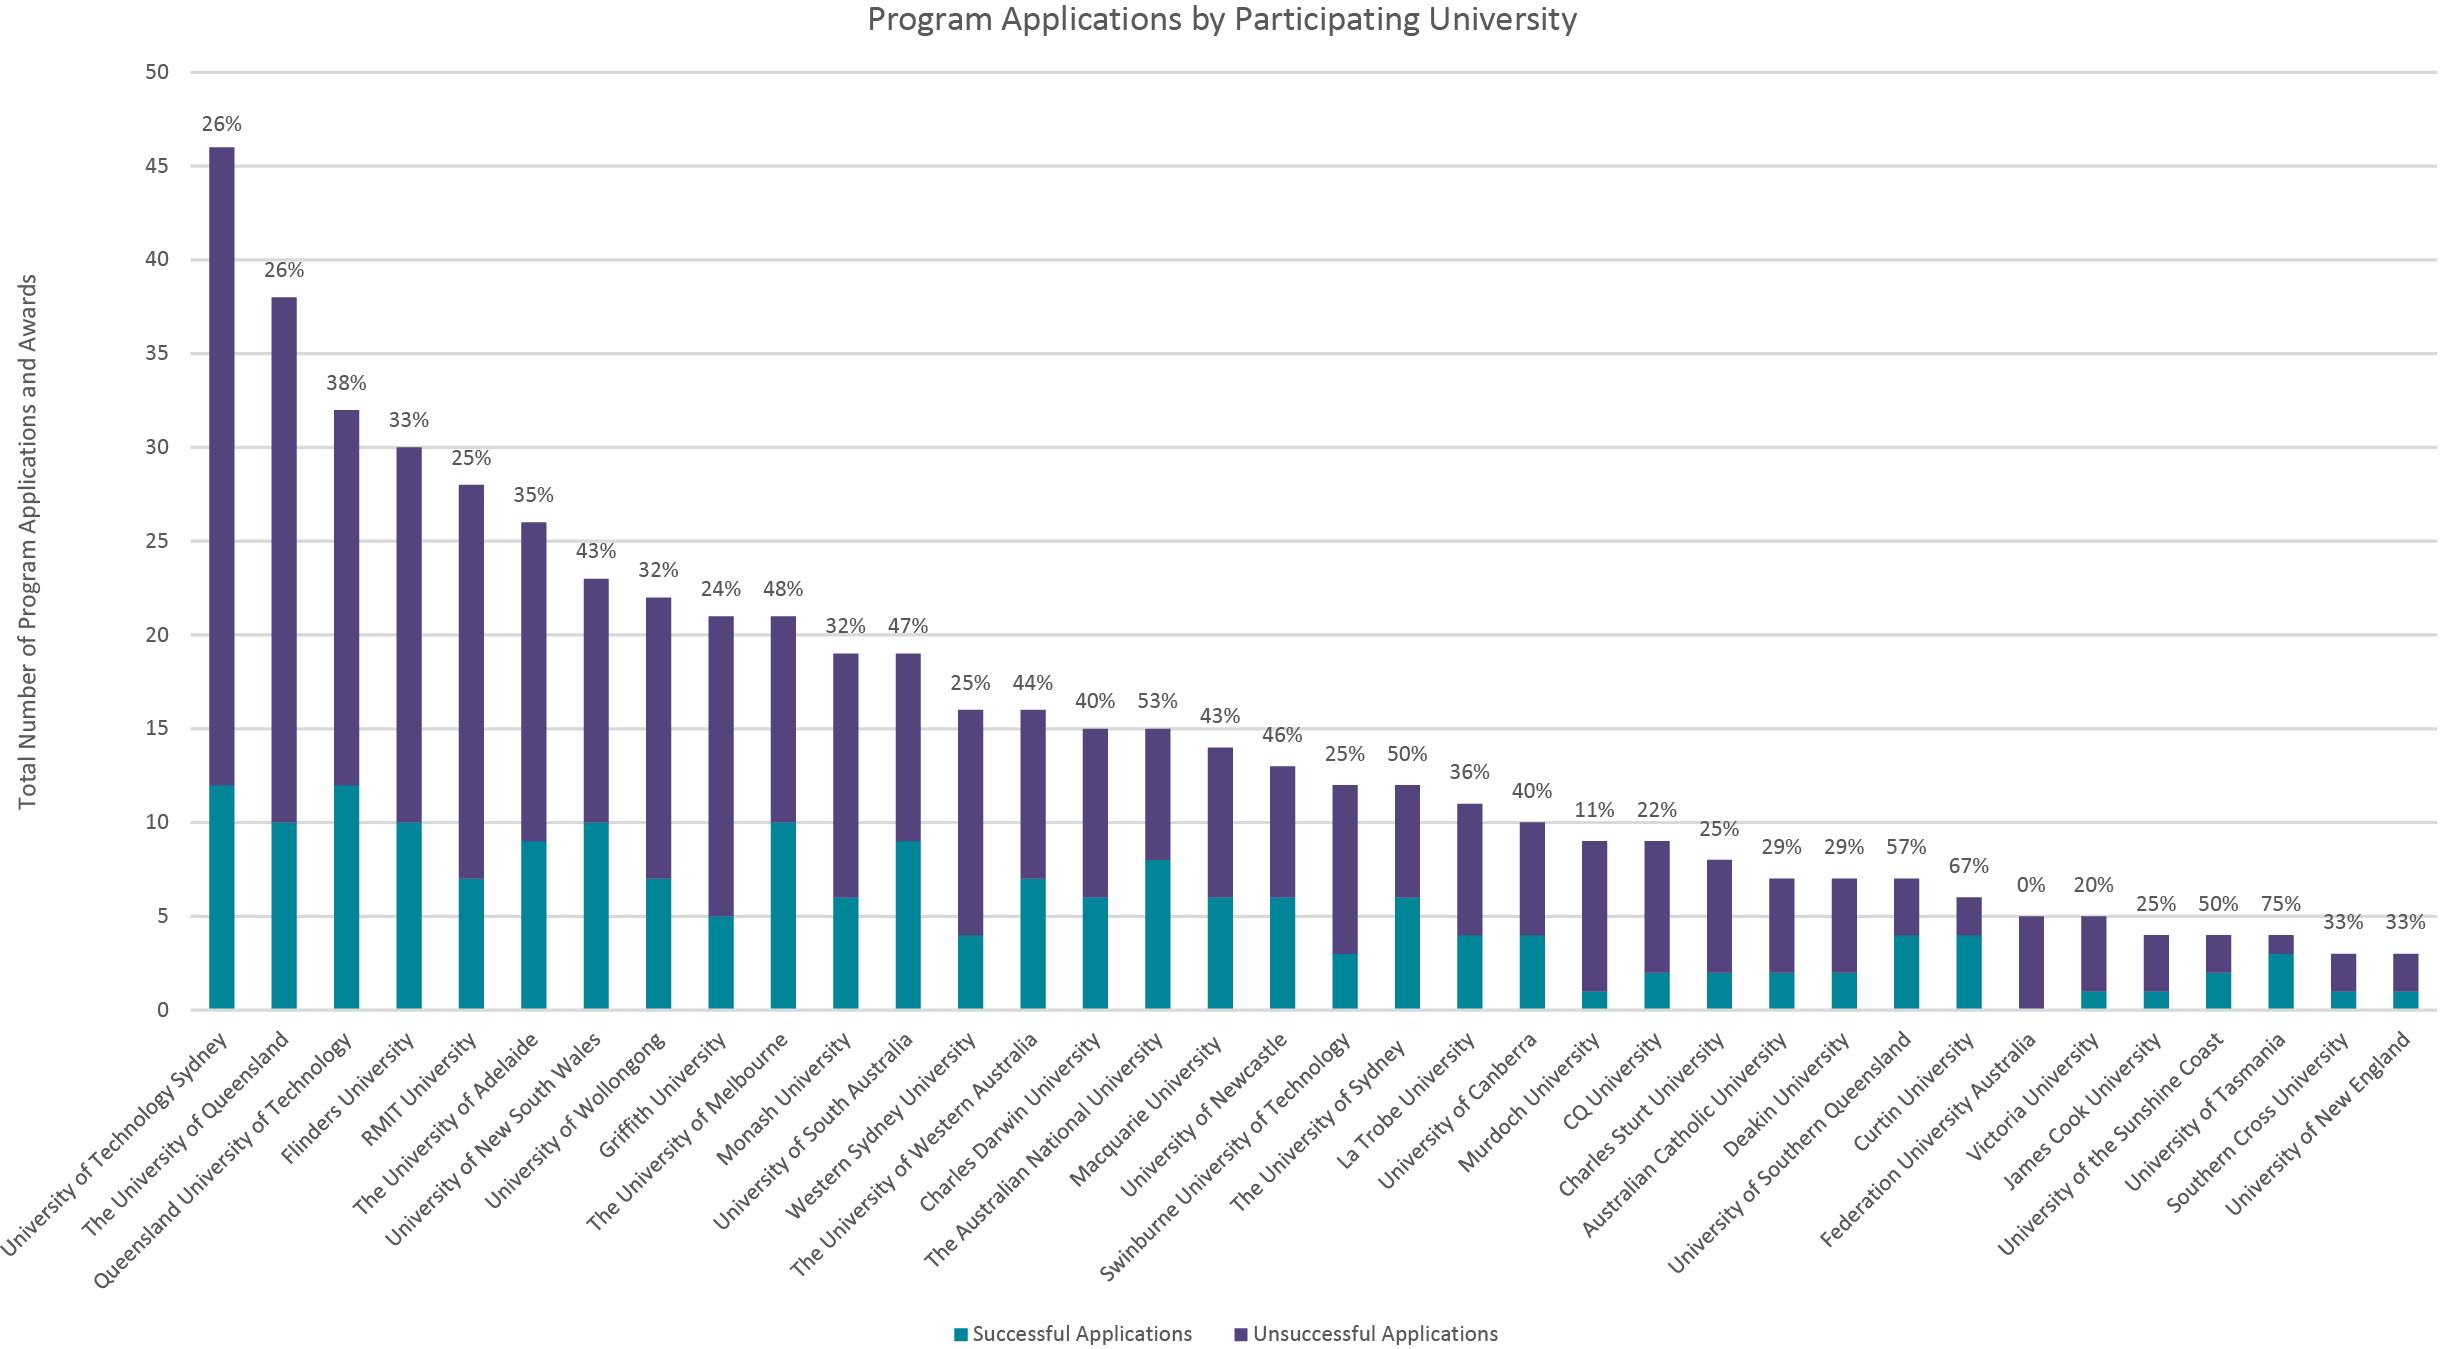 Program Applications by Participating University
Total Number of Program Applications and Awards
50
45
40
35
30
25
20
15
10
5
0
26%
26%
38%
33%
25%
35%
43%
32%
24%
48%
32%
47%
25%
44%
40%
53%
43%
46%
25%
50%
36%
40%
11%
22%
25%
29%
29%
57%
67%
0%
20%
25%
50%
75%
33%
33%
University of Technology Sydney
The University of Queensland
Queensland University of Technology
Flinders University
RMIT University
The University of Adelaide
University of New South Wales
University of Wollongong
Griffith University
The University of Melbourne
Monash University
University of South Australia
Western Sydney University
The University of Western Australia
Charles Darwin University
The Australian National University
Macquarie University
University of Newcastle
Swinburne University of Technology
The University of Sydney
La Trobe University
University of Canberra
Murdoch University
CQ University
Charles Sturt University
Australian Catholic University
Deakin University
University of Southern Queensland
Curtin University
Federation University Australia
Victoria University
James Cook University
University of the Sunshine Coast
University of Tasmania
Southern Cross University
University of New England
Successful Applications
Unsuccessful Applications